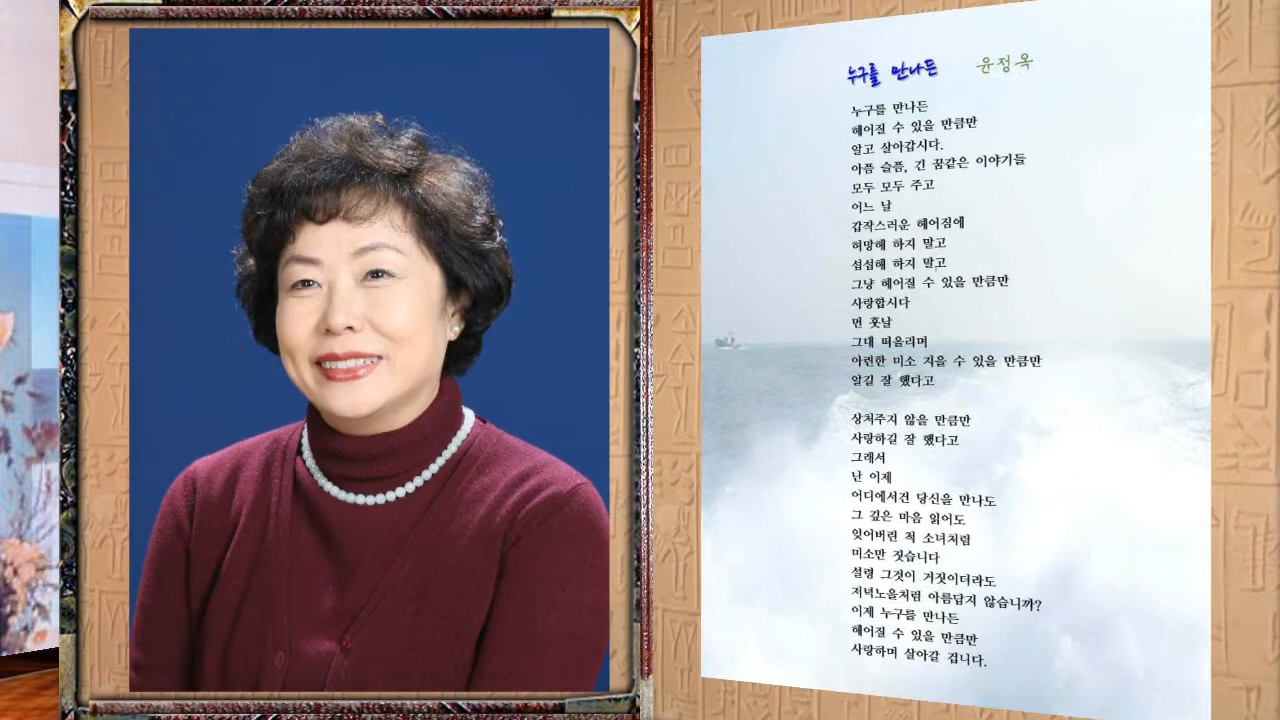 누구를 만나든 윤정옥
누구를 만나든
헤어질 수 있을 만큼만
알고 살아갑시다.
아픔 슬픔, 긴 꿈같은 이야기들
모두 모두 주고
어느 날
갑작스러운 헤어짐에
허망해 하지 말고
섭섭해 하지 말고
그냥 헤어질 수 있을 만큼만
사랑합시다
먼 훗날
그대 떠올리며
아련한 미소 지을 수 있을 만큼만
알길 잘 했다고
상처주지 않을 만큼만
사랑하길 잘 했다고
그래서
난 이제
어디에서건 당신을 만나도
그 깊은 마음 읽어도
잊어버린 척 소녀처럼
미소만 짓습니다
설령 그것이 거짓이더라도
저녁노을처럼 아름답지 않습니까?
이제 누구를 만나든
헤어질 수 있을 만큼만
사랑하며 살아갈 겁니다.